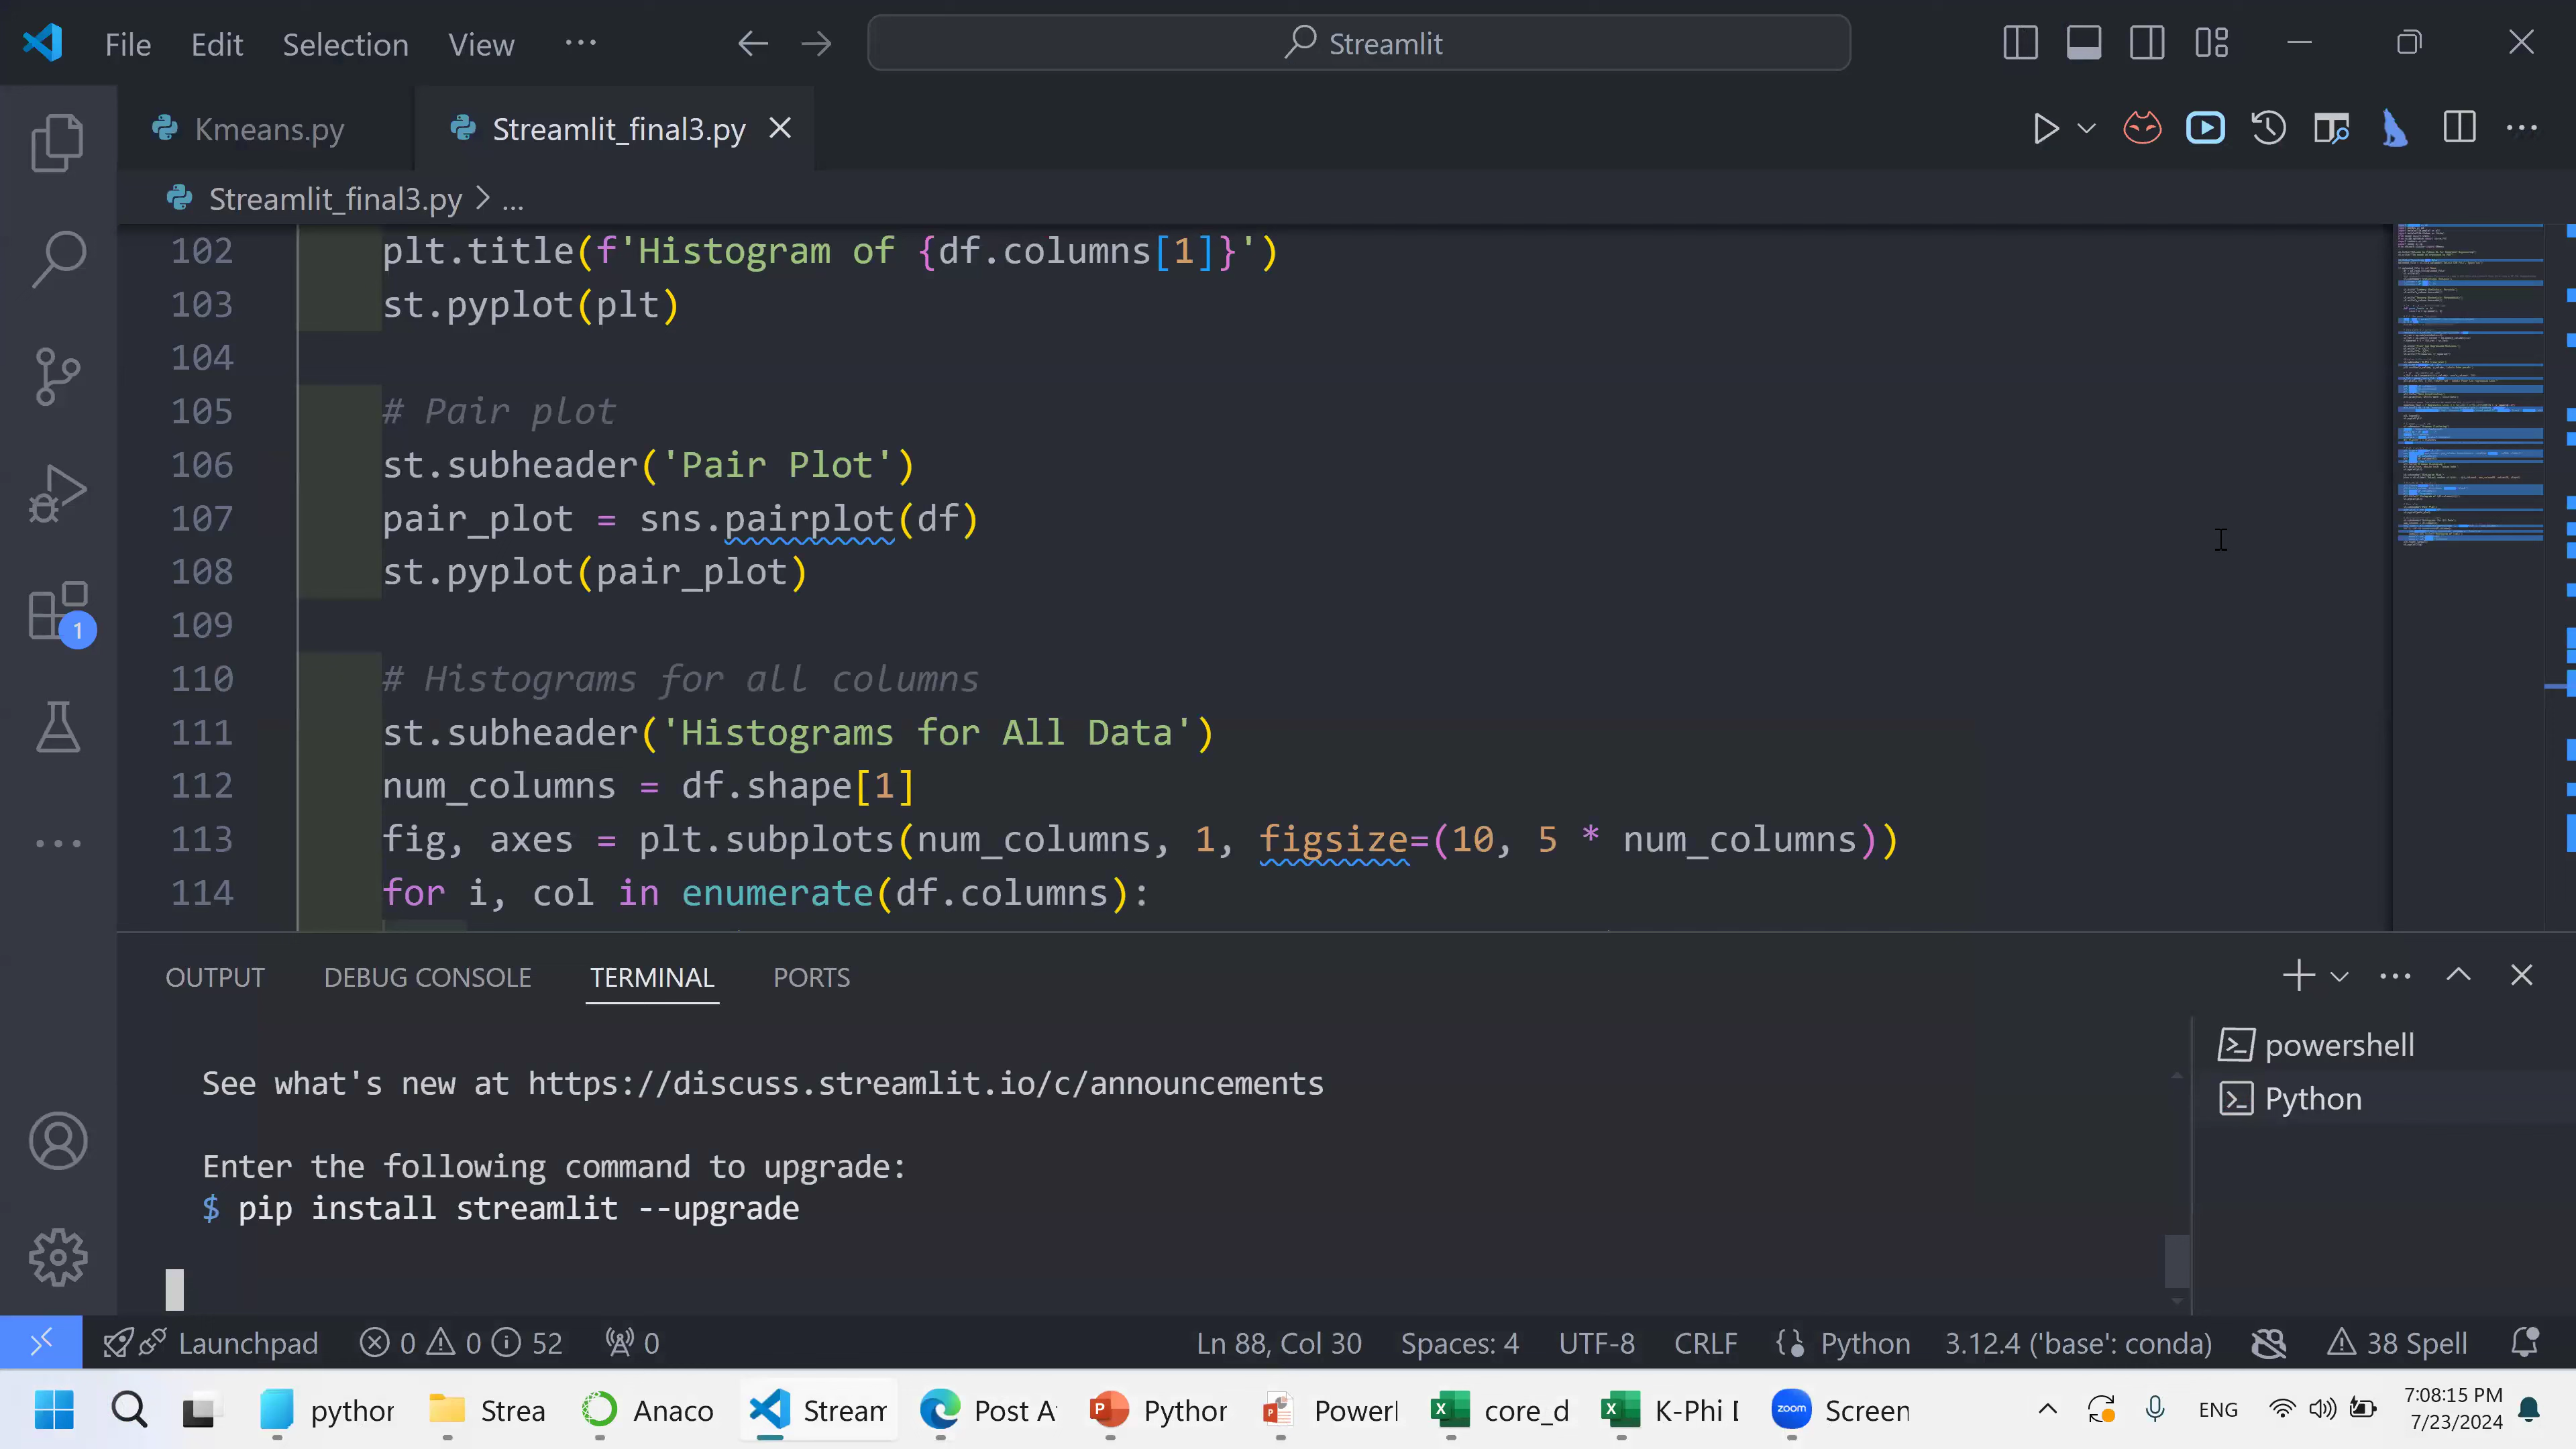 File Edit Selection View ...
Streamlit
Kmeans.py Streamlit_final3.py
Streamlit_final3.py > ...
102 plt.title(f'Histogram of {df.columns[1]}')
103 st.pyplot(plt)
104
105 # Pair plot
106 st.subheader('Pair Plot')
107 pair_plot = sns.pairplot(df)
108 st.pyplot(pair_plot)
109
110 # Histograms for all columns
111 st.subheader('Histograms for All Data')
112 num_columns = df.shape[1]
113 fig, axes = plt.subplots(num_columns, 1, figsize=(10, 5 * num_columns))
114 for i, col in enumerate(df.columns):
1
OUTPUT DEBUG CONSOLE TERMINAL PORTS
powershell
Python
See what's new at https://discuss.streamlit.io/c/announcements
Enter the following command to upgrade:
$ pip install streamlit --upgrade
Launchpad 0 0 52 0 Ln 88, Col 30 Spaces: 4 UTF-8 CRLF Python 3.12.4 ('base': conda) 38 Spell
python Strea Anaco Stream Post A Python Power core_d K-Phi zoom Screen ENG 7:08:15 PM
7/23/2024